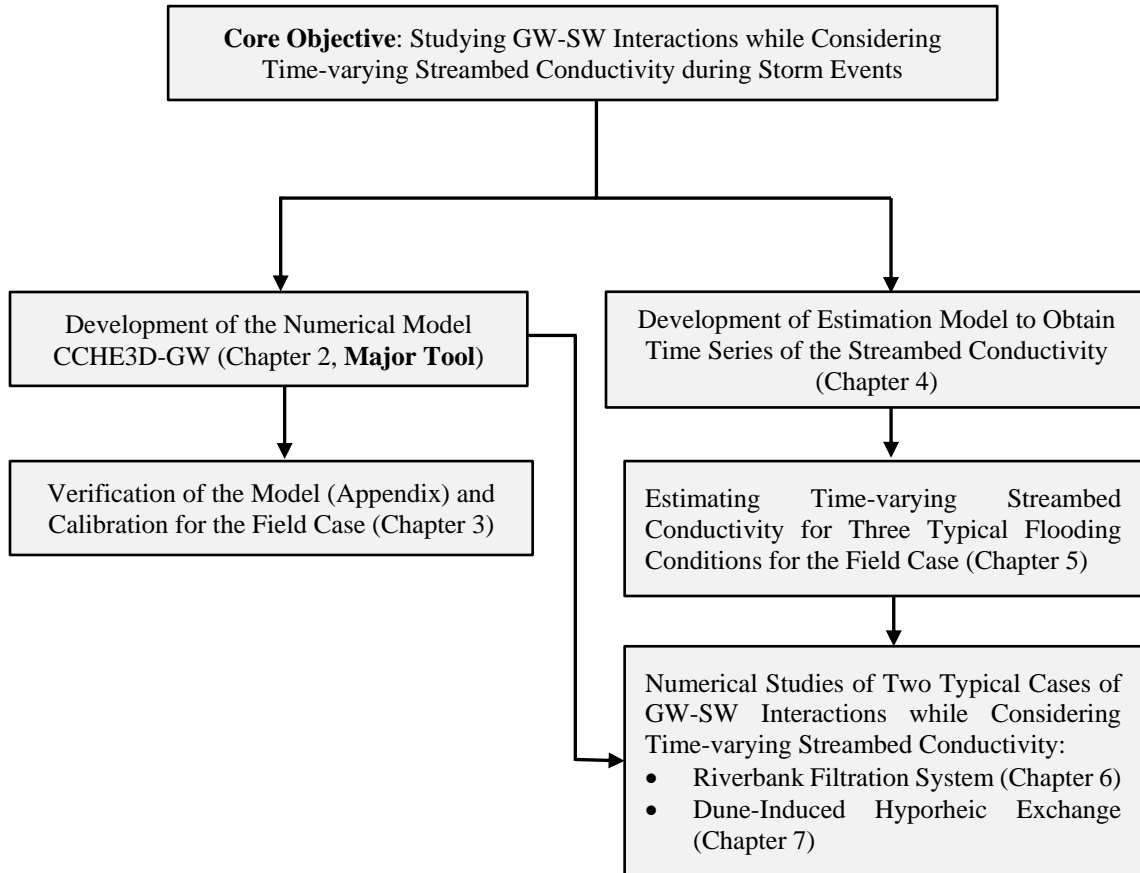 Core Objective: Studying GW-SW Interactions while Considering
Time-varying Streambed Conductivity during Storm Events
Development of the Numerical Model
CCHE3D-GW (Chapter 2, Major Tool)
Verification of the Model (Appendix) and
Calibration for the Field Case (Chapter 3)
Development of Estimation Model to Obtain
Time Series of the Streambed Conductivity
(Chapter 4)
Estimating Time-varying Streambed
Conductivity for Three Typical Flooding
Conditions for the Field Case (Chapter 5)
Numerical Studies of Two Typical Cases of
GW-SW Interactions while Considering
Time-varying Streambed Conductivity:
• Riverbank Filtration System (Chapter 6)
• Dune-Induced Hyporheic Exchange
(Chapter 7)